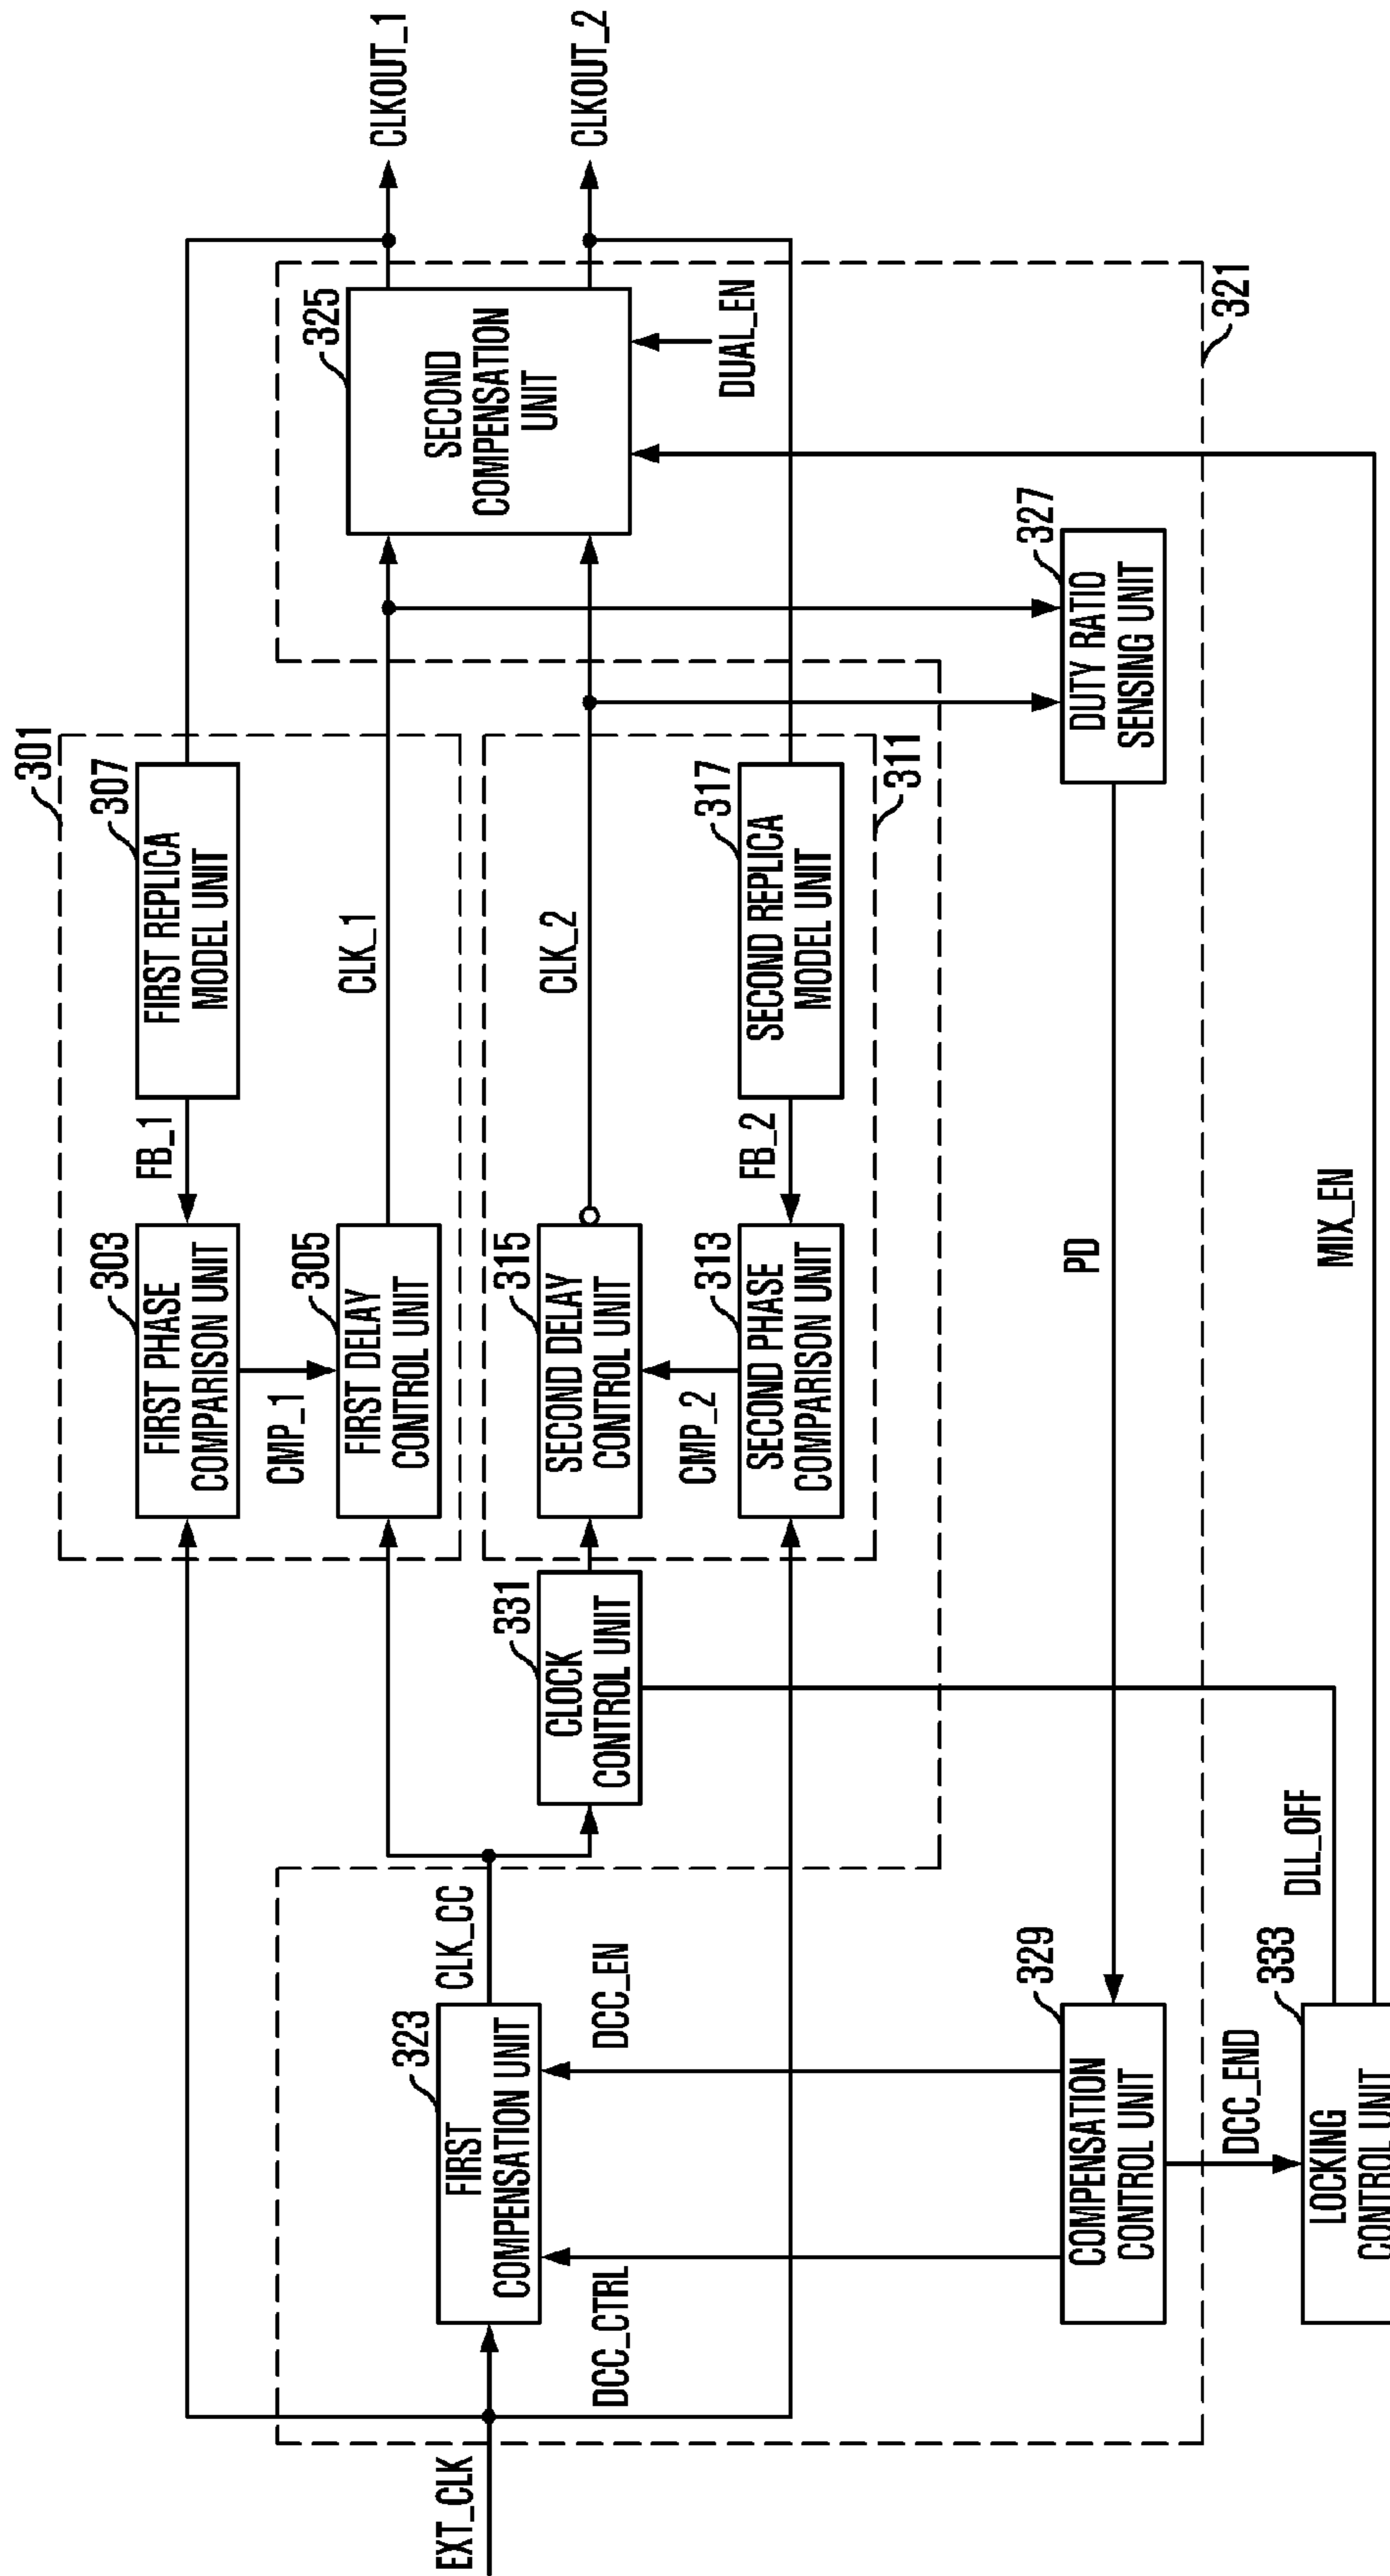 301
307
FIRST REPLICA
MODEL UNIT
FB_1
303
FIRST PHASE
COMPARISON UNIT
CMP_1
305
FIRST DELAY
CONTROL UNIT
CLK_1
CLKOUT_1
325
SECOND
COMPENSATION
UNIT
CLKOUT_2
DUAL_EN
EXT_CLK
323
FIRST
COMPENSATION UNIT
CLK_CC
331
CLOCK
CONTROL UNIT
315
SECOND DELAY
CONTROL UNIT
CLK_2
CMP_2
313
SECOND PHASE
COMPARISON UNIT
FB_2
317
SECOND REPLICA
MODEL UNIT
311
DCC_CTRL
DCC_EN
327
DUTY RATIO
SENSING UNIT
PD
329
COMPENSATION
CONTROL UNIT
321
DCC_END
333
LOCKING
CONTROL UNIT
DLL_OFF
MIX_EN